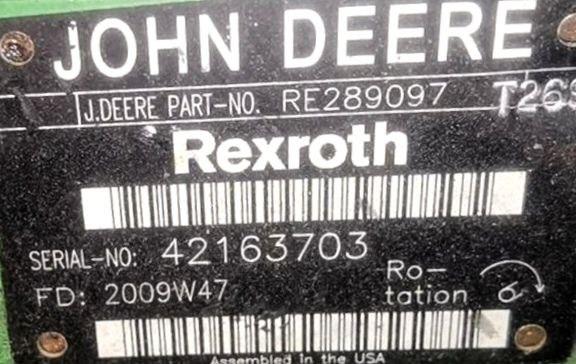 JOHN DEERE
J.DEERE PART-NO. RE289097
Rexroth
SERIAL-NO: 42163703
FD: 2009W47
Ro-
tation
Assembled in the USA